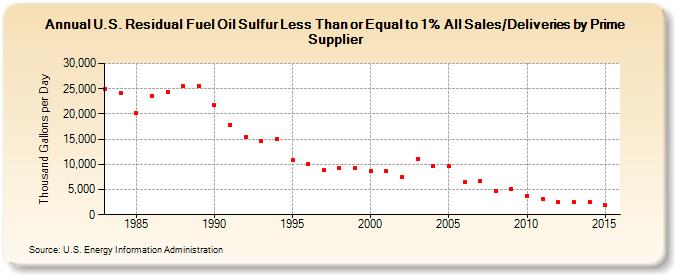 Annual U.S. Residual Fuel Oil Sulfur Less Than or Equal to 1% All Sales/Deliveries by Prime
Supplier
Thousand Gallons per Day
30,000
25,000
20,000
15,000
10,000
5,000
0
1985 1990 1995 2000 2005 2010 2015
Source: U.S. Energy Information Administration